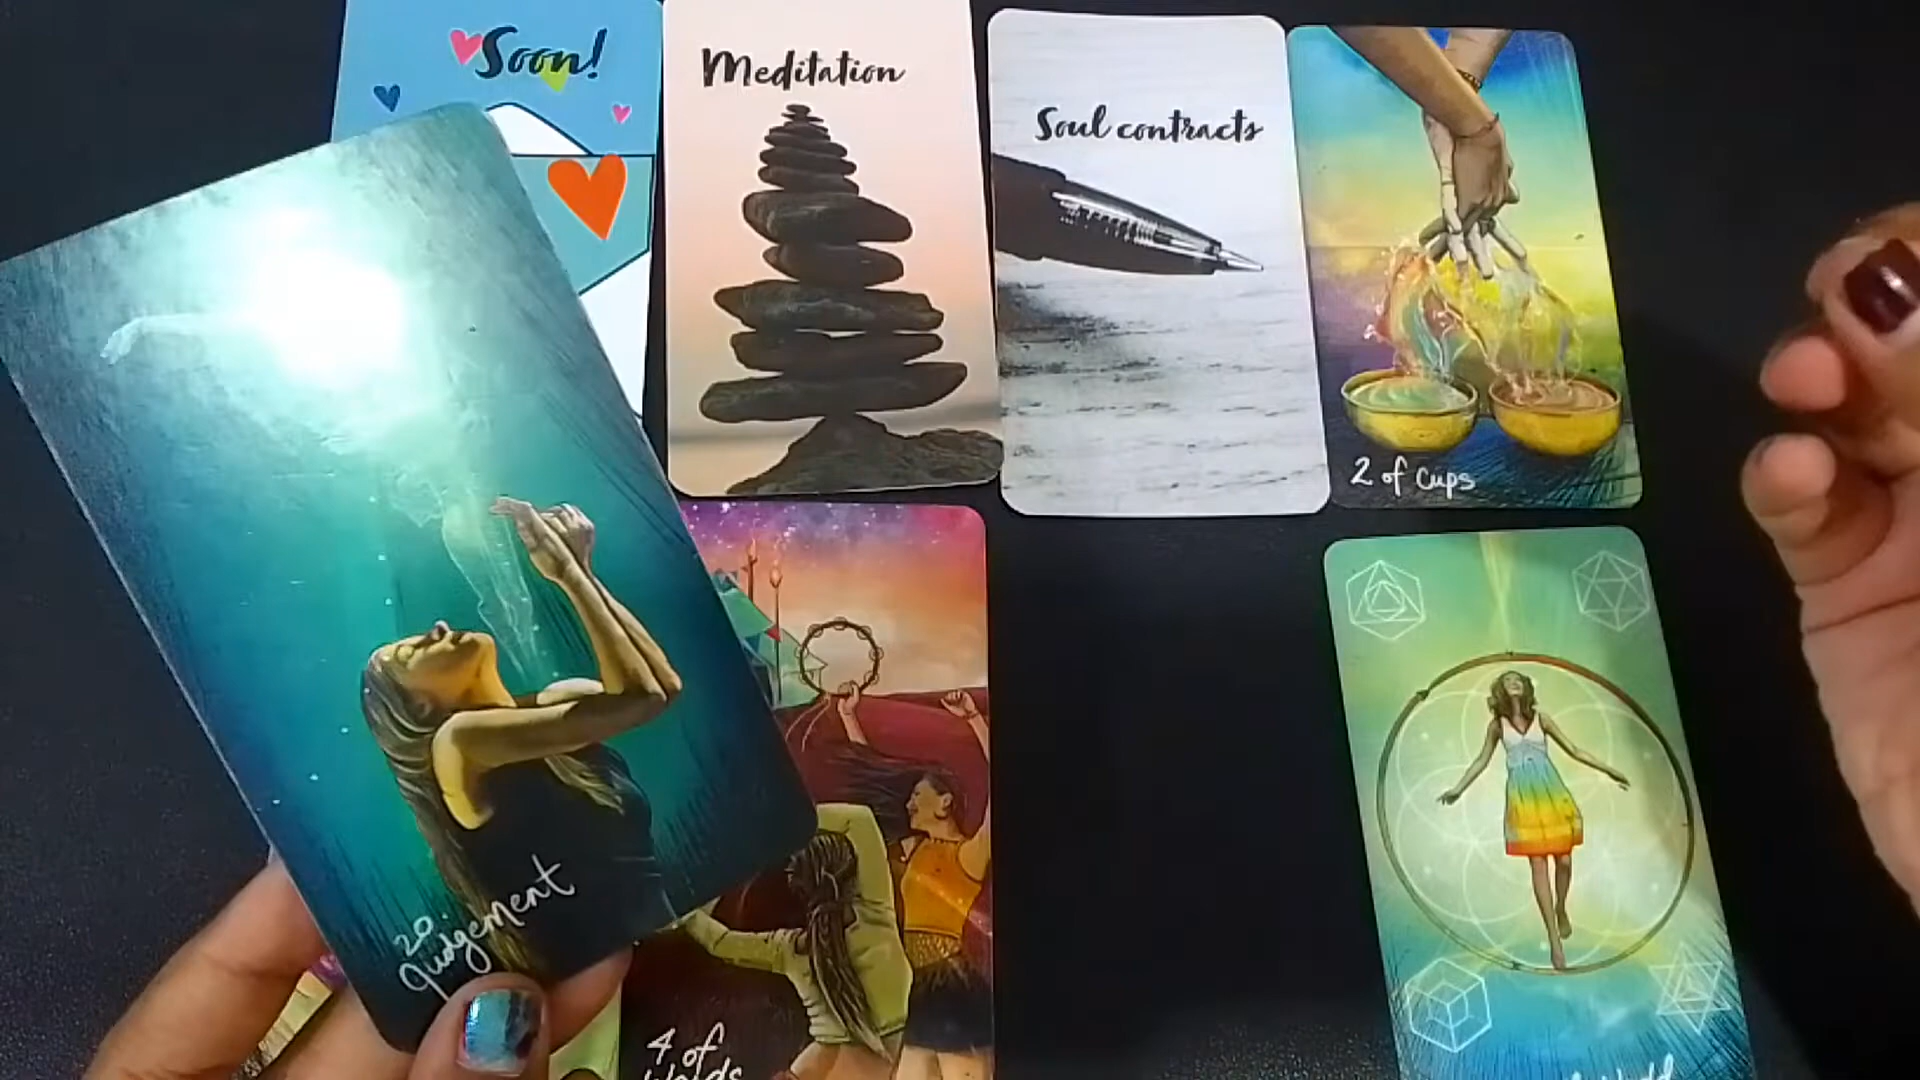 Soon!
Meditation
Soul contracts
2 of cups
20
Judgement
4 of